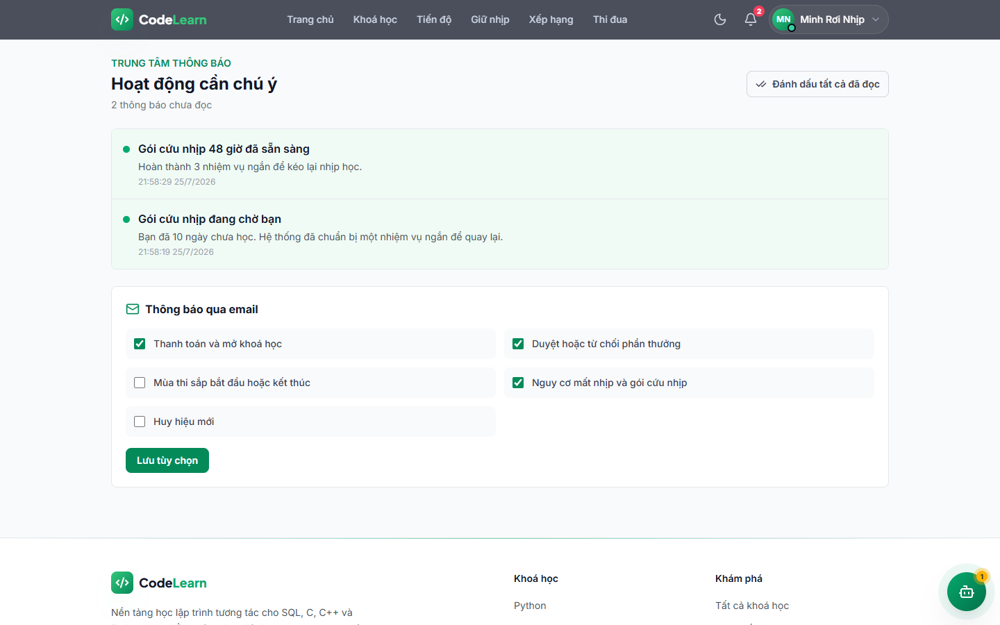 CodeLearn
Trang chủ
Khoá học
Tiến độ
Giữ nhịp
Xếp hạng
Thi đua
2
MN
Minh Rơi Nhịp
TRUNG TÂM THÔNG BÁO
Hoạt động cần chú ý
2 thông báo chưa đọc
Đánh dấu tất cả đã đọc
Gói cứu nhịp 48 giờ đã sẵn sàng
Hoàn thành 3 nhiệm vụ ngắn để kéo lại nhịp học.
21:58:29 25/7/2026
Gói cứu nhịp đang chờ bạn
Bạn đã 10 ngày chưa học. Hệ thống đã chuẩn bị một nhiệm vụ ngắn để quay lại.
21:58:19 25/7/2026
Thông báo qua email
Thanh toán và mở khoá học
Duyệt hoặc từ chối phần thưởng
Mùa thi sắp bắt đầu hoặc kết thúc
Nguy cơ mất nhịp và gói cứu nhịp
Huy hiệu mới
Lưu tùy chọn
CodeLearn
Nền tảng học lập trình tương tác cho SQL, C, C++ và
Khoá học
Python
Khám phá
Tất cả khoá học
1